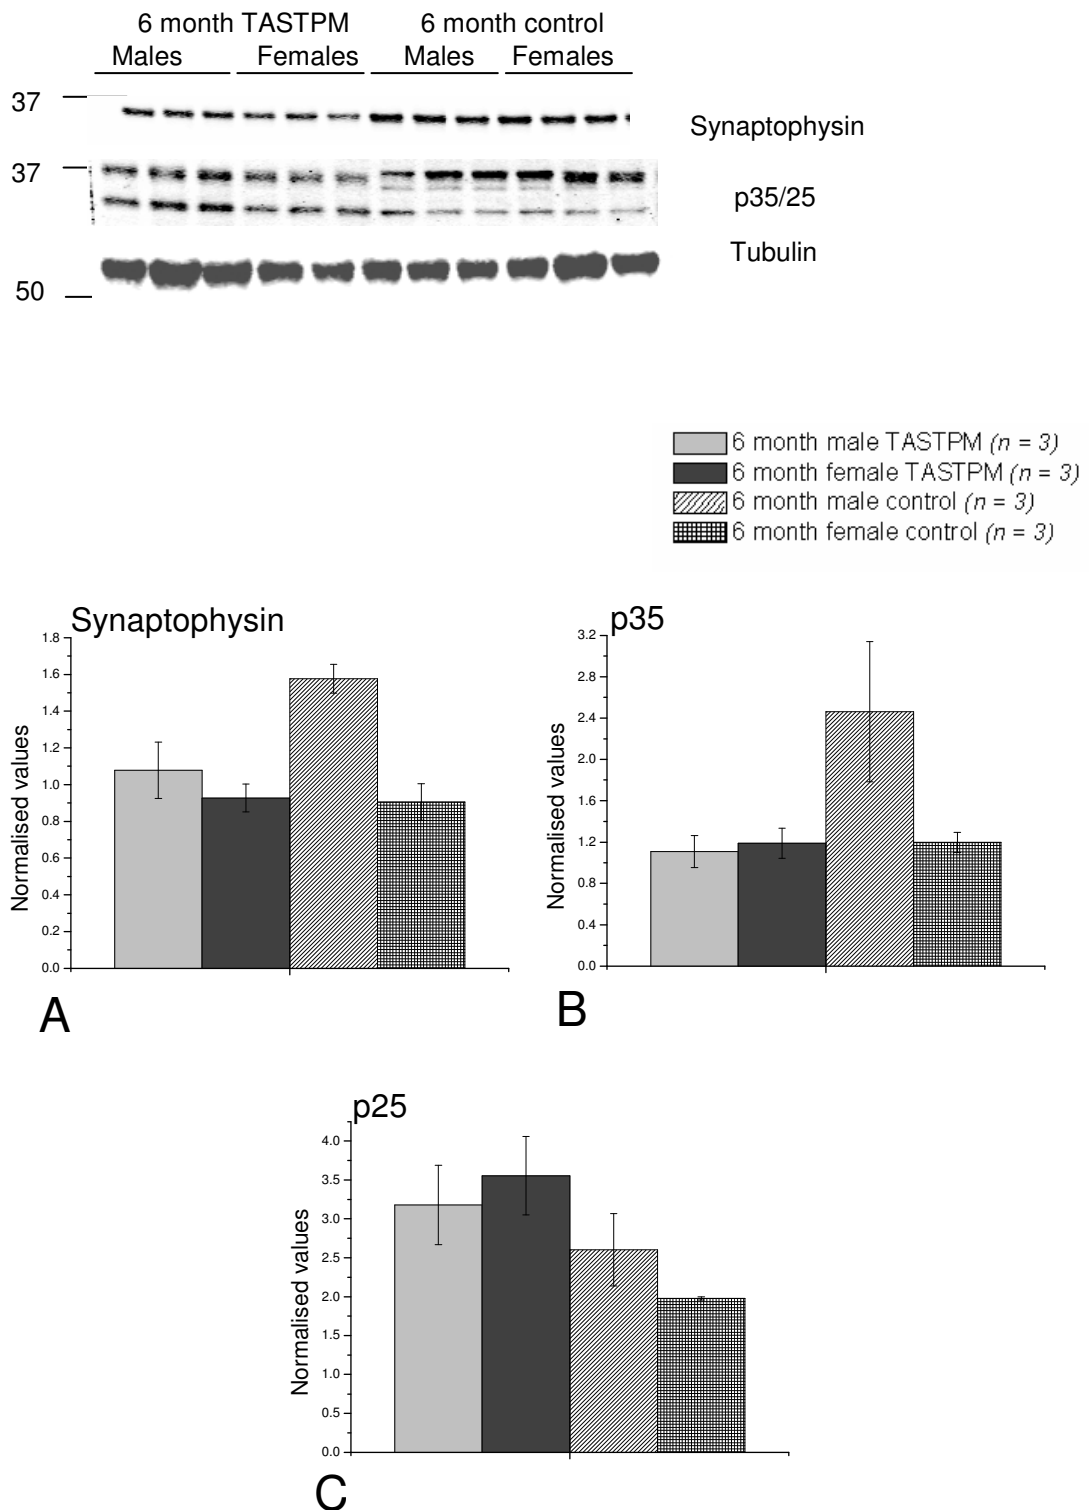 6 month TASTPM 6 month control
Males Females Males Females
37
Synaptophysin
37
p35/25
Tubulin
50
6 month male TASTPM (n = 3)
6 month female TASTPM (n = 3)
6 month male control (n = 3)
6 month female control (n = 3)
Synaptophysin
1.8
1.6
1.4
1.2
1.0
0.8
0.6
0.4
0.2
0.0
Normalised values
A
p35
3.2
2.8
2.4
2.0
1.6
1.2
0.8
0.4
0.0
Normalised values
B
p25
4.0
3.5
3.0
2.5
2.0
1.5
1.0
0.5
0.0
Normalised values
C